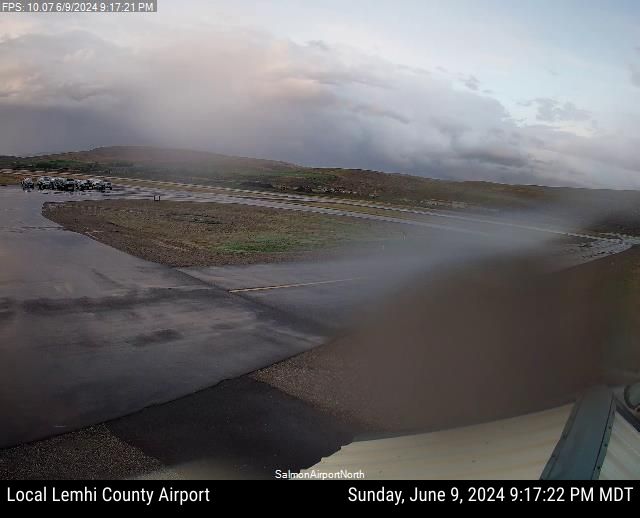 FPS: 10.07 6/9/2024 9:17:21 PM
SalmonAirportNorth
Local Lemhi County Airport
Sunday, June 9, 2024 9:17:22 PM MDT